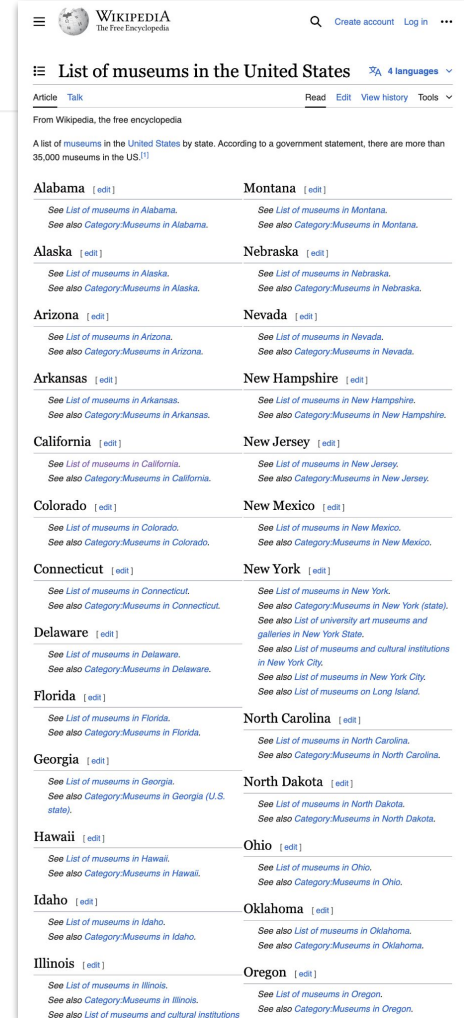 WIKIPEDIA
The Free Encyclopedia
Create account Log in
List of museums in the United States
4 languages
Article Talk Read Edit View history Tools
From Wikipedia, the free encyclopedia
A list of museums in the United States by state. According to a government statement, there are more than
35,000 museums in the US.[1]
Alabama [ edit ]
See List of museums in Alabama.
See also Category:Museums in Alabama.
Alaska [ edit ]
See List of museums in Alaska.
See also Category:Museums in Alaska.
Arizona [ edit ]
See List of museums in Arizona.
See also Category:Museums in Arizona.
Arkansas [ edit ]
See List of museums in Arkansas.
See also Category:Museums in Arkansas.
California [ edit ]
See List of museums in California.
See also Category:Museums in California.
Colorado [ edit ]
See List of museums in Colorado.
See also Category:Museums in Colorado.
Connecticut [ edit ]
See List of museums in Connecticut.
See also Category:Museums in Connecticut.
Delaware [ edit ]
See List of museums in Delaware.
See also Category:Museums in Delaware.
Florida [ edit ]
See List of museums in Florida.
See also Category:Museums in Florida.
Georgia [ edit ]
See List of museums in Georgia.
See also Category:Museums in Georgia (U.S.
state).
Hawaii [ edit ]
See List of museums in Hawaii.
See also Category:Museums in Hawaii.
Idaho [ edit ]
See List of museums in Idaho.
See also Category:Museums in Idaho.
Illinois [ edit ]
See List of museums in Illinois.
See also Category:Museums in Illinois.
See also List of museums and cultural institutions
Montana [ edit ]
See List of museums in Montana.
See also Category:Museums in Montana.
Nebraska [ edit ]
See List of museums in Nebraska.
See also Category:Museums in Nebraska.
Nevada [ edit ]
See List of museums in Nevada.
See also Category:Museums in Nevada.
New Hampshire [ edit ]
See List of museums in New Hampshire.
See also Category:Museums in New Hampshire.
New Jersey [ edit ]
See List of museums in New Jersey.
See also Category:Museums in New Jersey.
New Mexico [ edit ]
See List of museums in New Mexico.
See also Category:Museums in New Mexico.
New York [ edit ]
See List of museums in New York.
See also Category:Museums in New York (state).
See also List of university art museums and
galleries in New York State.
See also List of museums and cultural institutions
in New York City.
See also List of museums in New York City.
See also List of museums on Long Island.
North Carolina [ edit ]
See List of museums in North Carolina.
See also Category:Museums in North Carolina.
North Dakota [ edit ]
See List of museums in North Dakota.
See also Category:Museums in North Dakota.
Ohio [ edit ]
See List of museums in Ohio.
See also Category:Museums in Ohio.
Oklahoma [ edit ]
See also List of museums in Oklahoma.
See also Category:Museums in Oklahoma.
Oregon [ edit ]
See List of museums in Oregon.
See also Category:Museums in Oregon.